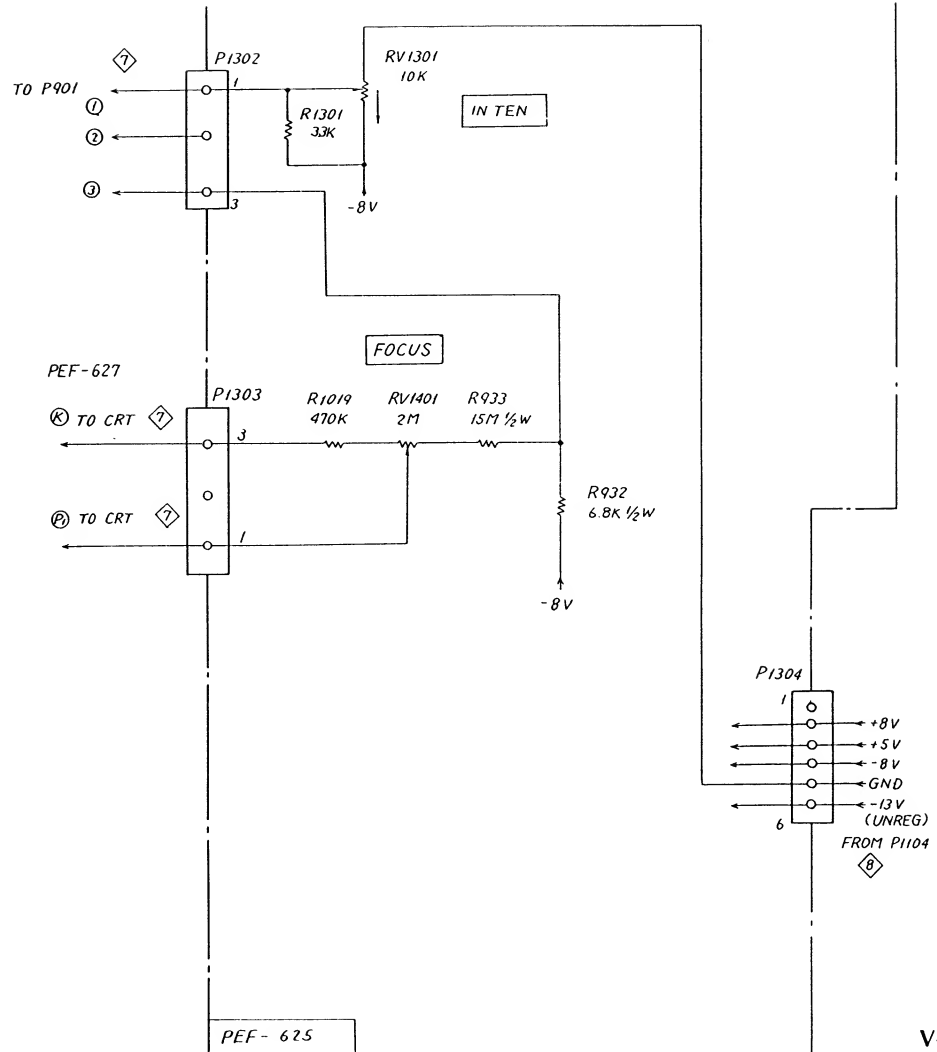 P1302
7
TO P901
1
RV1301
10K
R1301
33K
IN TEN
①
②
③
3
-8V
FOCUS
PEF-627
P1303
R1019
470K
RV1401
2M
R933
15M ½W
Ⓚ TO CRT
7
3
R932
6.8K ½W
P1 TO CRT
7
1
-8V
P1304
1
+8V
+5V
-8V
GND
-13V
(UNREG)
6
FROM P1104
8
PEF-625
V